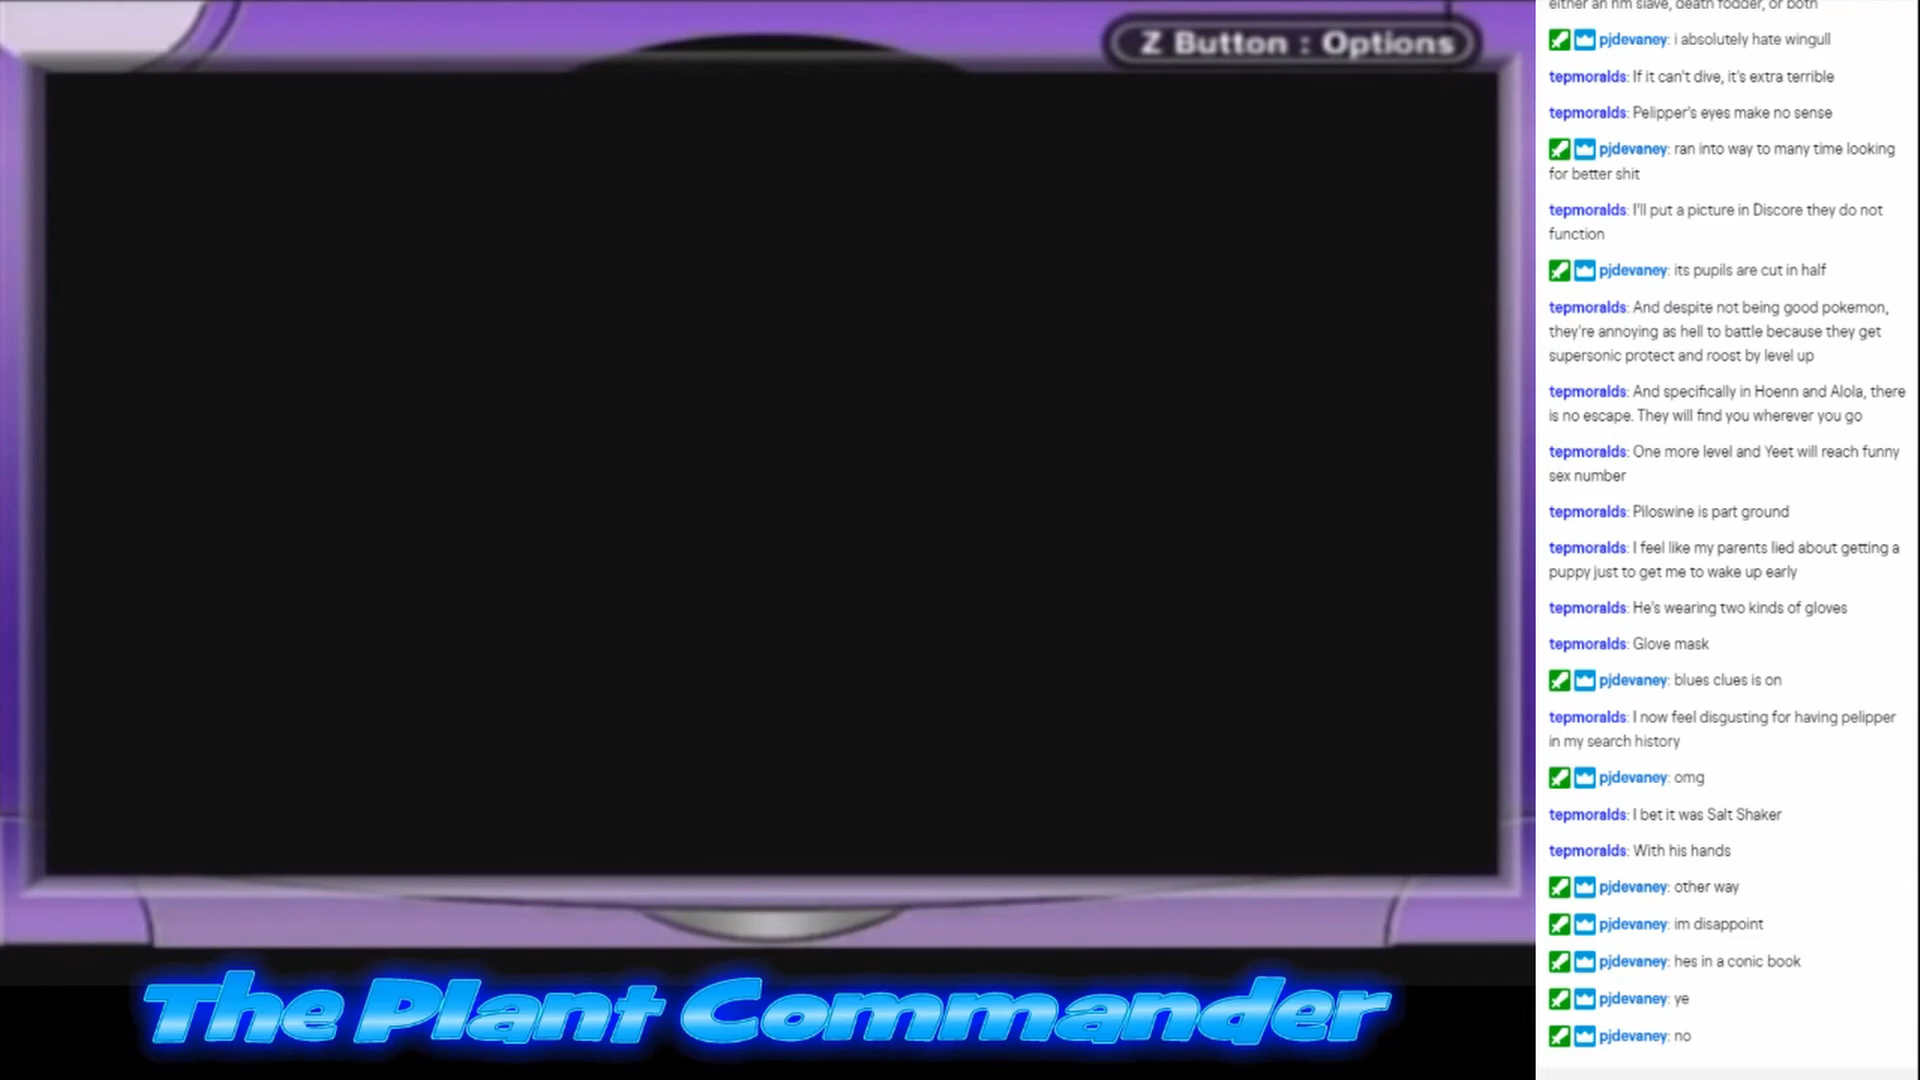 Z Button : Options
The Plant Commander
either an hm slave, death fodder, or both
pjdevaney: i absolutely hate wingull
tepmoralds: If it can't dive, it's extra terrible
tepmoralds: Pelipper's eyes make no sense
pjdevaney: ran into way to many time looking
for better shit
tepmoralds: I'll put a picture in Discore they do not
function
pjdevaney: its pupils are cut in half
tepmoralds: And despite not being good pokemon,
they're annoying as hell to battle because they get
supersonic protect and roost by level up
tepmoralds: And specifically in Hoenn and Alola, there
is no escape. They will find you wherever you go
tepmoralds: One more level and Yeet will reach funny
sex number
tepmoralds: Piloswine is part ground
tepmoralds: I feel like my parents lied about getting a
puppy just to get me to wake up early
tepmoralds: He's wearing two kinds of gloves
tepmoralds: Glove mask
pjdevaney: blues clues is on
tepmoralds: I now feel disgusting for having pelipper
in my search history
pjdevaney: omg
tepmoralds: I bet it was Salt Shaker
tepmoralds: With his hands
pjdevaney: other way
pjdevaney: im disappoint
pjdevaney: hes in a conic book
pjdevaney: ye
pjdevaney: no